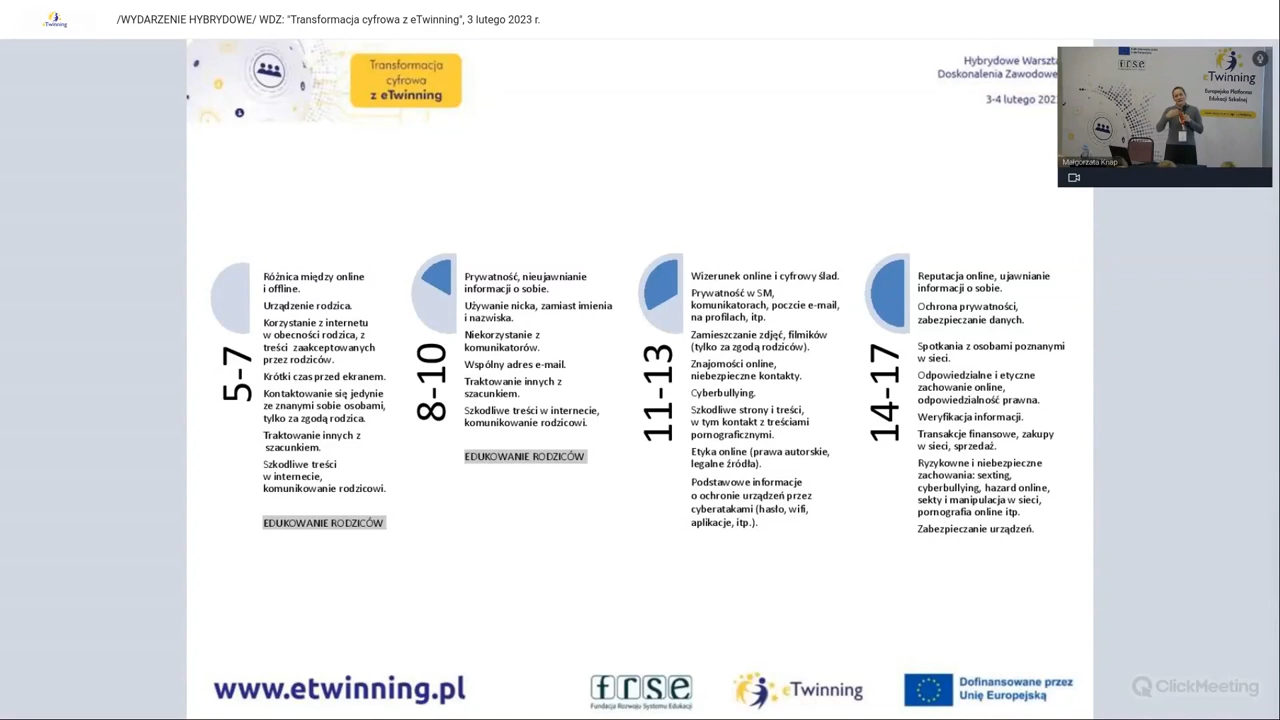 eTwinning
/WYDARZENIE HYBRYDOWE/ WDZ: "Transformacja cyfrowa z eTwinning", 3 lutego 2023 r.
Transformacja
cyfrowa
z eTwinning
Hybrydowe
Doskonalenia
3-4 lutego
frse
eTwinning
Europejska Platforma
Edukacji Szkolnej
Małgorzata Knap
5-7
Różnica między online
i offline.
Urządzenie rodzica.
Korzystanie z internetu
w obecności rodzica, z
treści zaakceptowanych
przez rodziców.
Krótki czas przed ekranem.
Kontaktowanie się jedynie
ze znanymi sobie osobami,
tylko za zgodą rodzica.
Traktowanie innych z
szacunkiem.
Szkodliwe treści
w internecie,
komunikowanie rodzicowi.
EDUKOWANIE RODZICÓW
8-10
Prywatność, nieujawnianie
informacji o sobie.
Używanie nicka, zamiast imienia
i nazwiska.
Niekorzystanie z
komunikatorów.
Wspólny adres e-mail.
Traktowanie innych z
szacunkiem.
Szkodliwe treści w internecie,
komunikowanie rodzicowi.
EDUKOWANIE RODZICÓW
11-13
Wizerunek online i cyfrowy ślad.
Prywatność w SM,
komunikatorach, poczcie e-mail,
na profilach, itp.
Zamieszczanie zdjęć, filmików
(tylko za zgodą rodziców).
Znajomości online,
niebezpieczne kontakty.
Cyberbullying.
Szkodliwe strony i treści,
w tym kontakt z treściami
pornograficznymi.
Etyka online (prawa autorskie,
legalne źródła).
Podstawowe informacje
o ochronie urządzeń przez
cyberatakami (hasło, wifi,
aplikacje, itp.).
14-17
Reputacja online, ujawnianie
informacji o sobie.
Ochrona prywatności,
zabezpieczanie danych.
Spotkania z osobami poznanymi
w sieci.
Odpowiedzialne i etyczne
zachowanie online,
odpowiedzialność prawna.
Weryfikacja informacji.
Transakcje finansowe, zakupy
w sieci, sprzedaż.
Ryzykowne i niebezpieczne
zachowania: sexting,
cyberbullying, hazard online,
sekty i manipulacja w sieci,
pornografia online itp.
Zabezpieczanie urządzeń.
www.etwinning.pl
frse
Fundacja Rozwoju Systemu Edukacji
eTwinning
Dofinansowane przez
Unię Europejską
ClickMeeting